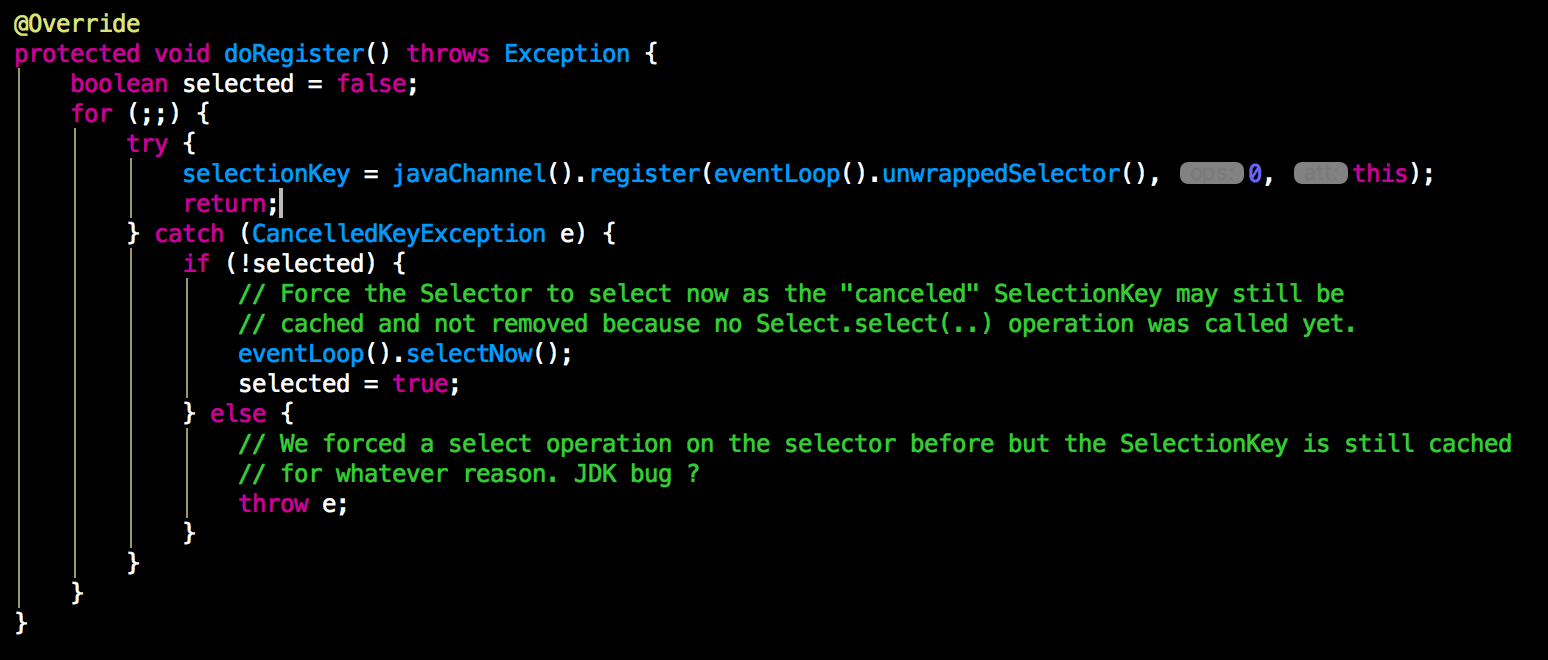 @Override
protected void doRegister() throws Exception {
    boolean selected = false;
    for (;;) {
        try {
            selectionKey = javaChannel().register(eventLoop().unwrappedSelector(), ops: 0, att: this);
            return;
        } catch (CancelledKeyException e) {
            if (!selected) {
                // Force the Selector to select now as the "canceled" SelectionKey may still be
                // cached and not removed because no Select.select(..) operation was called yet.
                eventLoop().selectNow();
                selected = true;
            } else {
                // We forced a select operation on the selector before but the SelectionKey is still cached
                // for whatever reason. JDK bug ?
                throw e;
            }
        }
    }
}